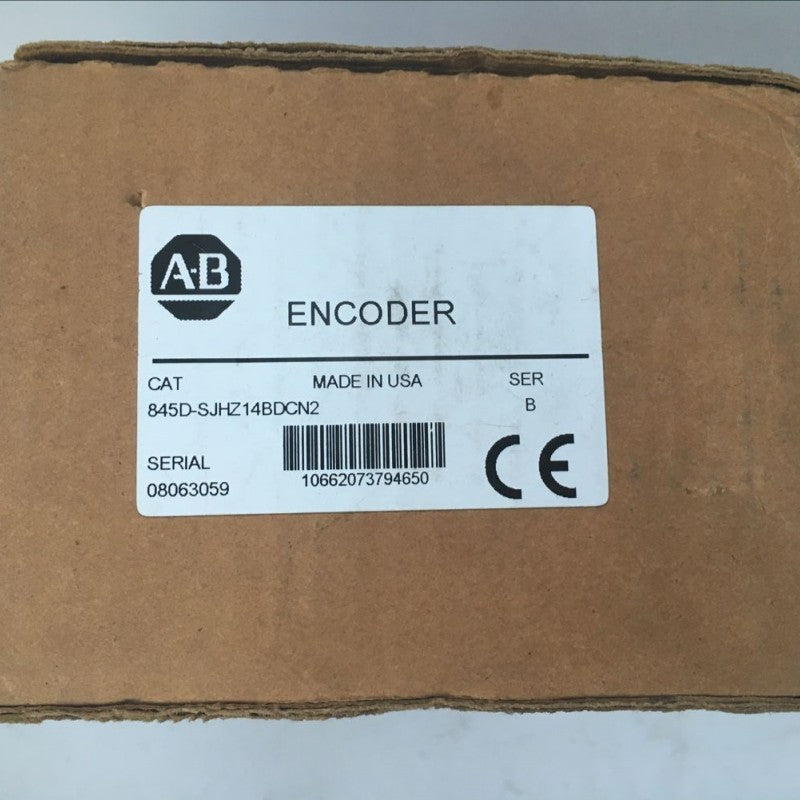 A-B
ENCODER
CAT MADE IN USA SER
845D-SJHZ14BDCN2 B
SERIAL
08063059
10662073794650
CE